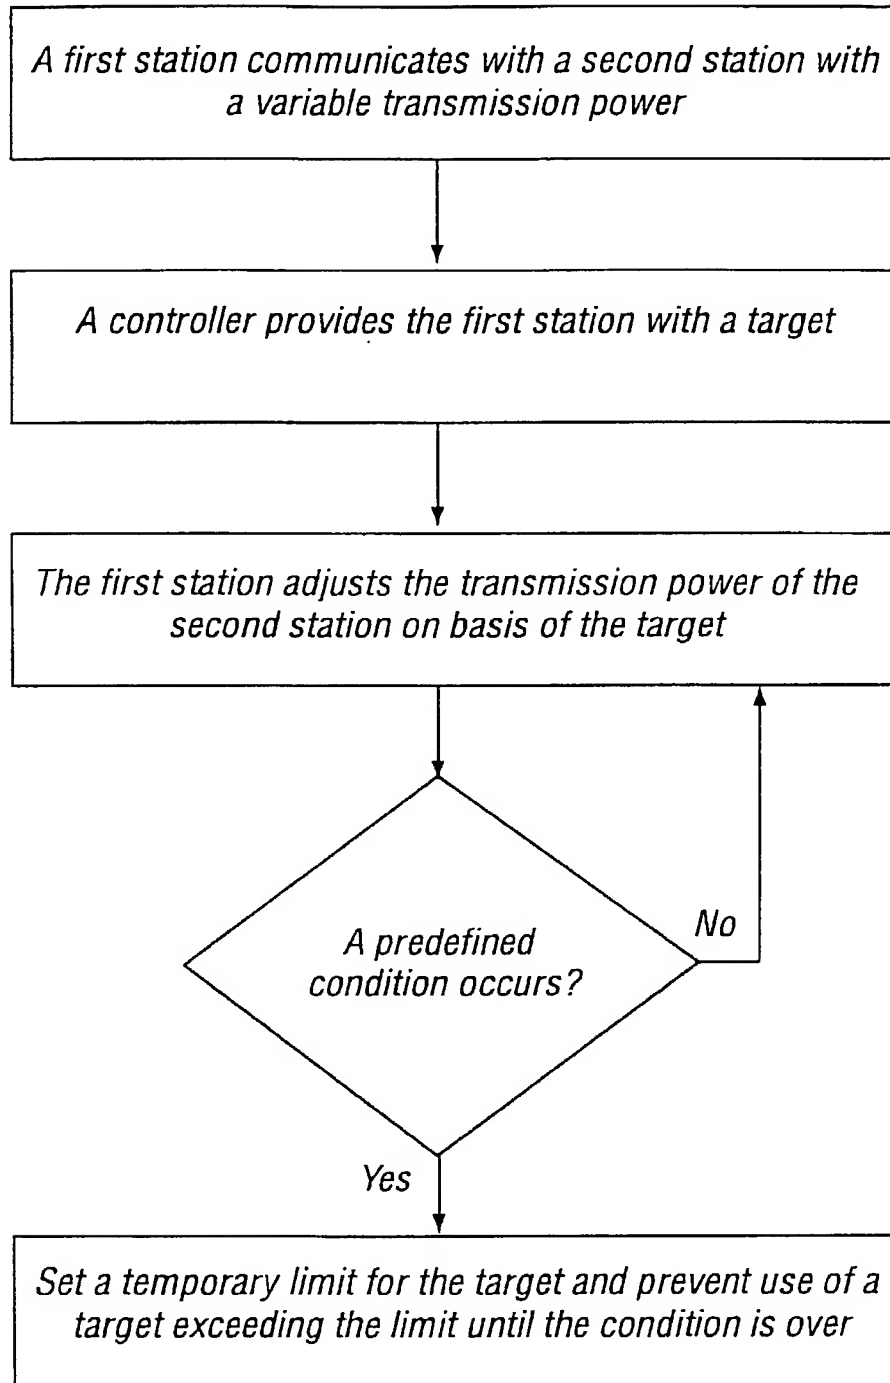 A first station communicates with a second station with
a variable transmission power
A controller provides the first station with a target
The first station adjusts the transmission power of the
second station on basis of the target
A predefined
condition occurs?
No
Yes
Set a temporary limit for the target and prevent use of a
target exceeding the limit until the condition is over